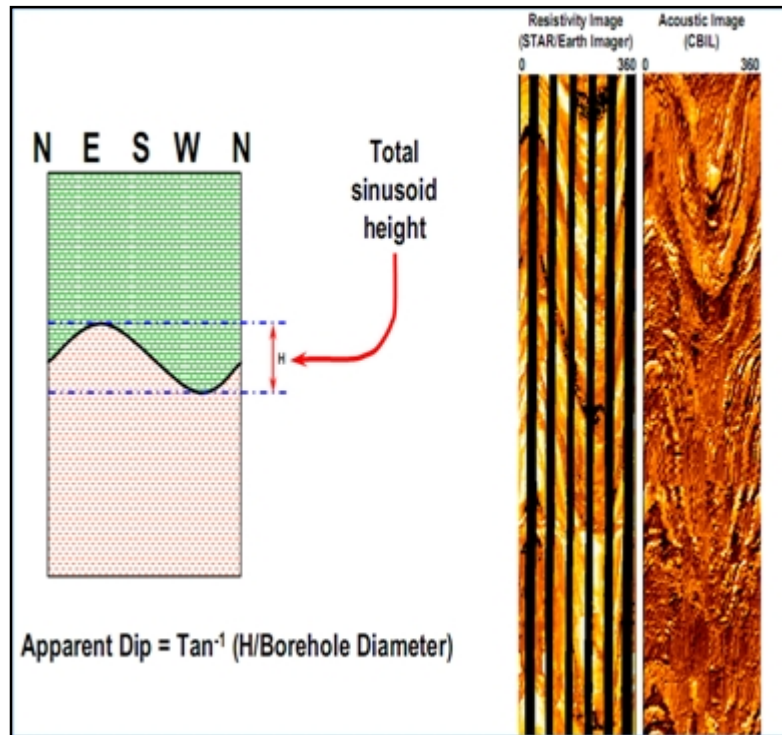 Resistivity Image
(STAR/Earth Imager)
0 360
Acoustic Image
(CBIL)
0 360
N E S W N
Total
sinusoid
height
H
Apparent Dip = Tan⁻¹ (H/Borehole Diameter)